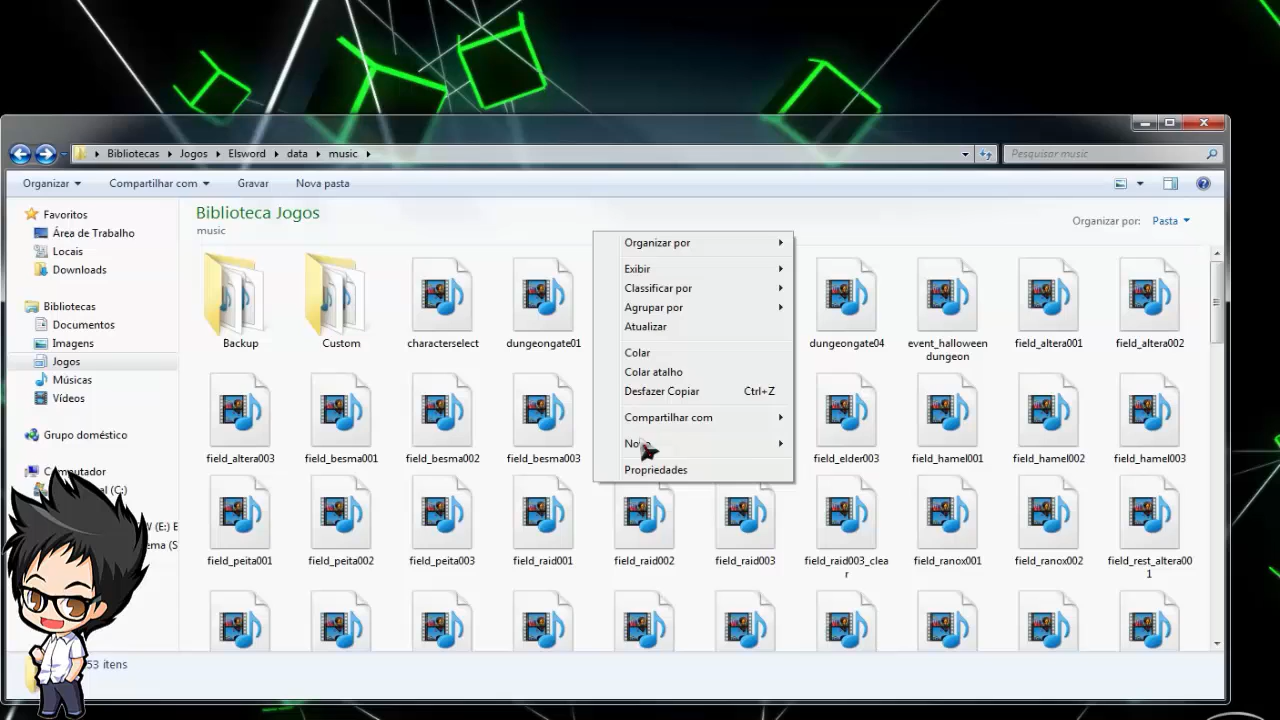 Bibliotecas Jogos Elsword data music
Pesquisar music
Organizar Compartilhar com Gravar Nova pasta
Favoritos
Área de Trabalho
Locais
Downloads
Bibliotecas
Documentos
Imagens
Jogos
Músicas
Vídeos
Grupo doméstico
Computador
(C:)
(E:) E
(S
Biblioteca Jogos
music
Organizar por: Pasta
Backup
Custom
characterselect
dungeongate01
dungeongate04
event_halloween
dungeon
field_altera001
field_altera002
field_altera003
field_besma001
field_besma002
field_besma003
field_elder003
field_hamel001
field_hamel002
field_hamel003
field_peita001
field_peita002
field_peita003
field_raid001
field_raid002
field_raid003
field_raid003_clea
r
field_ranox001
field_ranox002
field_rest_altera00
1
Organizar por
Exibir
Classificar por
Agrupar por
Atualizar
Colar
Colar atalho
Desfazer Copiar Ctrl+Z
Compartilhar com
Novo
Propriedades
53 itens